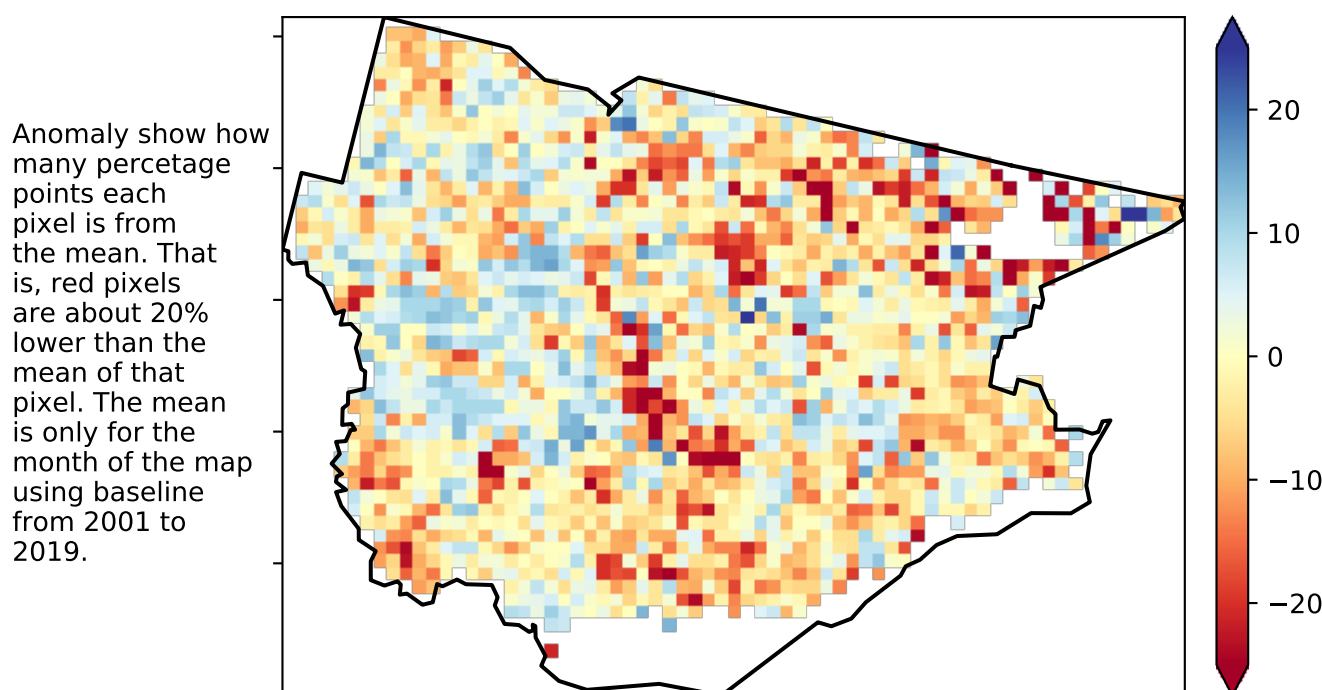 Anomaly show how
many percetage
points each
pixel is from
the mean. That
is, red pixels
are about 20%
lower than the
mean of that
pixel. The mean
is only for the
month of the map
using baseline
from 2001 to
2019.
20
10
0
−10
−20